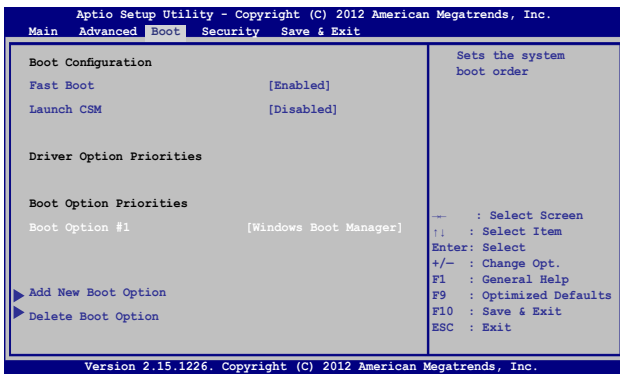 Aptio Setup Utility - Copyright (C) 2012 American Megatrends, Inc.
Main Advanced Boot Security Save & Exit
Boot Configuration
Fast Boot [Enabled]
Launch CSM [Disabled]
Driver Option Priorities
Boot Option Priorities
Boot Option #1 [Windows Boot Manager]
Add New Boot Option
Delete Boot Option
Sets the system
boot order
→← : Select Screen
↑↓ : Select Item
Enter: Select
+/— : Change Opt.
F1 : General Help
F9 : Optimized Defaults
F10 : Save & Exit
ESC : Exit
Version 2.15.1226. Copyright (C) 2012 American Megatrends, Inc.